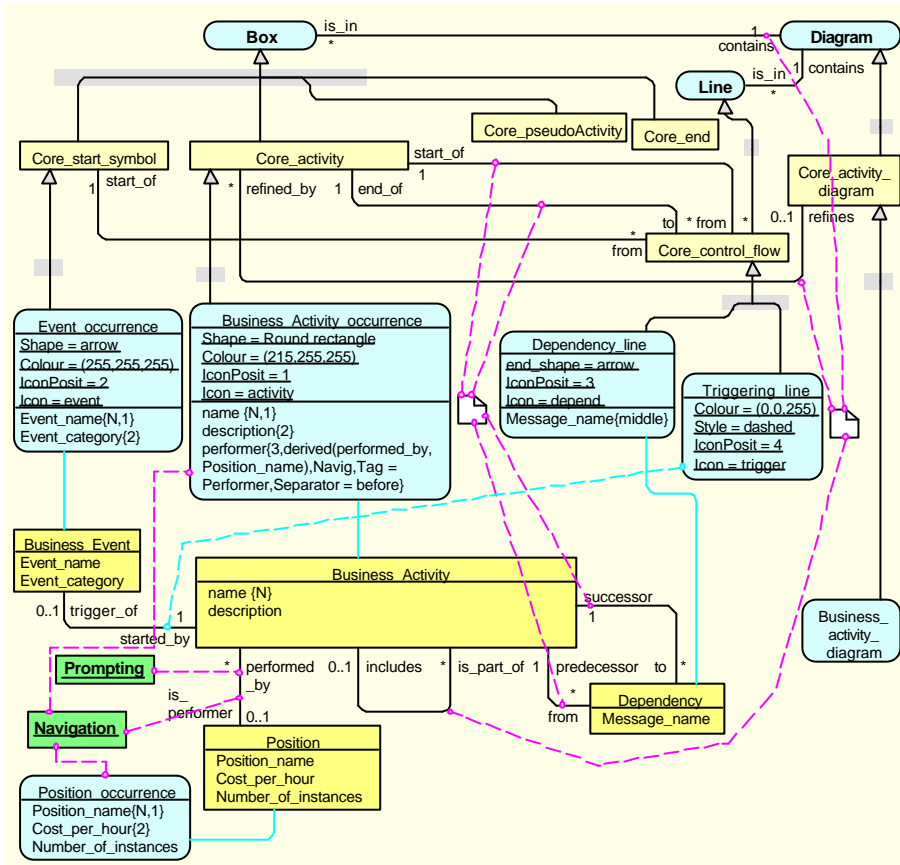 is_in
Box
*
1
contains
Diagram
is_in
1
contains
Line
*
Core_pseudoActivity
Core_end
Core_start_symbol
Core_activity
start_of
Core_activity_
diagram
1
start_of
*
refined_by
1
end_of
1
0..1
refines
to
*
from
*
*
from
Core_control_flow
Event_occurrence
Shape = arrow
Colour = (255,255,255)
IconPosit = 2
Icon = event
Event_name{N,1}
Event_category{2}
Business_Activity_occurrence
Shape = Round rectangle
Colour = (215,255,255)
IconPosit = 1
Icon = activity
name {N,1}
description{2}
performer{3,derived(performed_by,
Position_name),Navig,Tag =
Performer,Separator = before}
Dependency_line
end_shape = arrow
IconPosit = 3
Icon = depend
Message_name{middle}
Triggering_line
Colour = (0,0,255)
Style = dashed
IconPosit = 4
Icon = trigger
Business_Event
Event_name
Event_category
Business_Activity
name {N}
description
successor
1
0..1
trigger_of
1
started_by
Business_
activity_
diagram
*
performed
_by
0..1
includes
*
is_part_of
1
predecessor
to
*
Prompting
is_
performer
0..1
*
from
Dependency
Message_name
Navigation
Position
Position_name
Cost_per_hour
Number_of_instances
Position_occurrence
Position_name{N,1}
Cost_per_hour{2}
Number_of_instances